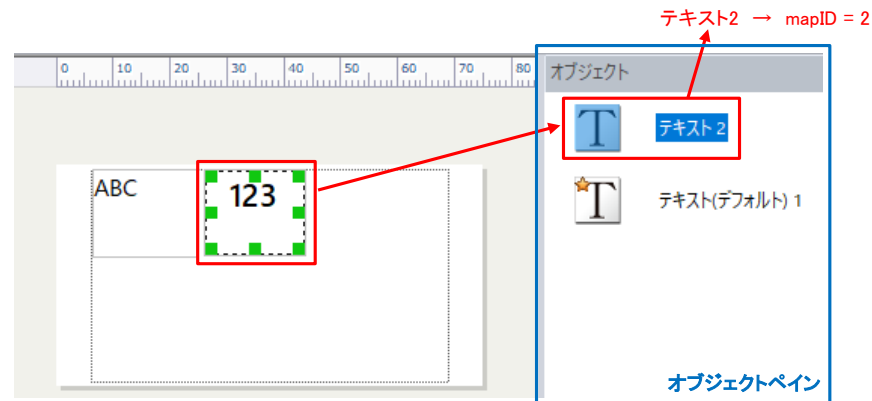 テキスト2 → mapID = 2
0 10 20 30 40 50 60 70 80
オブジェクト
テキスト 2
ABC
123
テキスト(デフォルト) 1
オブジェクトペイン